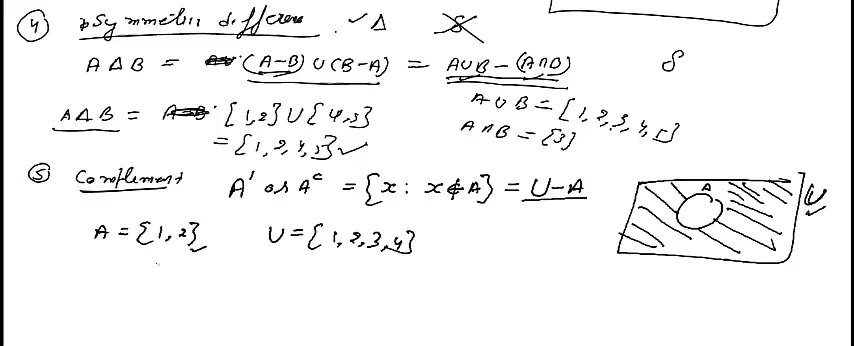 ④ Symmetric difference. ✓ Δ S
A Δ B = (A-B) ∪ (B-A) = A∪B - (A∩B) δ
A Δ B = {1,2} ∪ {4,5} A ∪ B = {1,2,3,4,5}
= {1,2,4,5} ✓ A ∩ B = {3}
⑤ Complement A' or Aᶜ = {x : x ∉ A} = U-A A U
A = {1,2} U = {1,2,3,4}